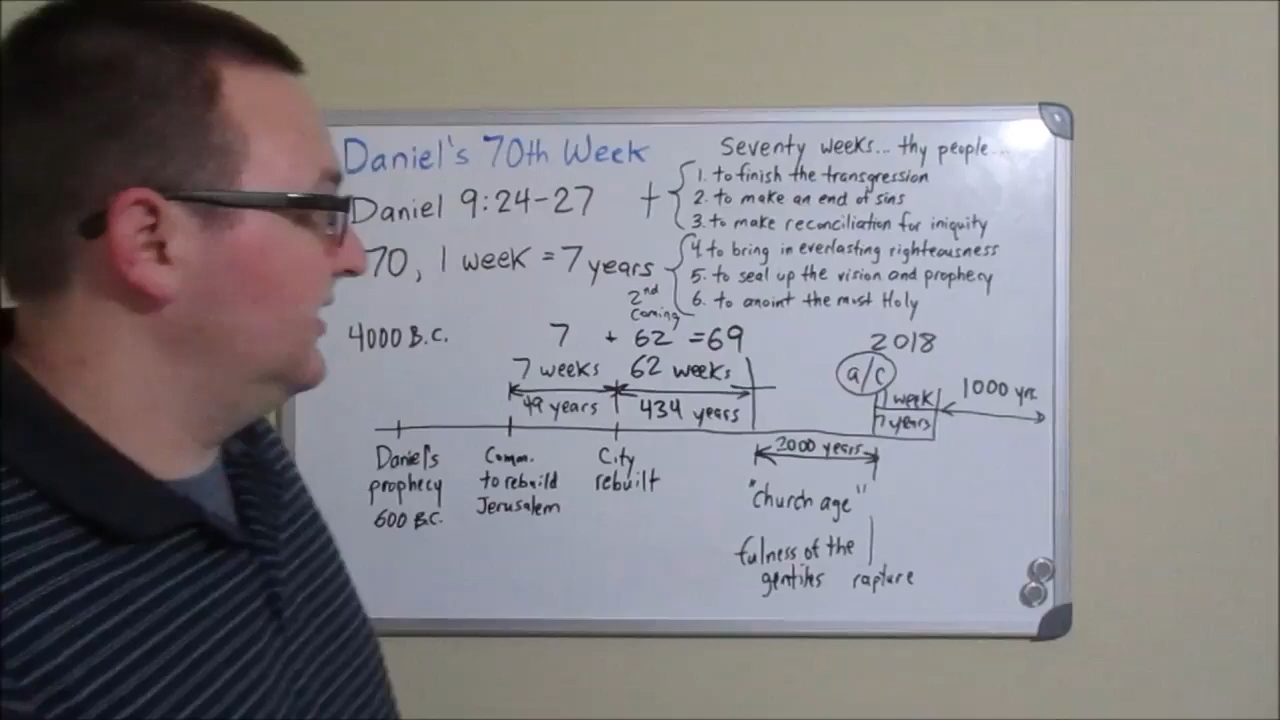 Daniel's 70th Week
Daniel 9:24-27
70, 1 week = 7 years
Seventy weeks... thy people...
1. to finish the transgression
2. to make an end of sins
3. to make reconciliation for iniquity
4. to bring in everlasting righteousness
5. to seal up the vision and prophecy
6. to anoint the most Holy
2nd
coming
4000 B.C.
7 + 62 = 69
2018
7 weeks
62 weeks
a/c
1 week
1000 yrs.
49 years
434 years
7 years
2000 years
Daniel's
prophecy
600 B.C.
Comm.
to rebuild
Jerusalem
City
rebuilt
"church age"
fulness of the
gentiles
rapture